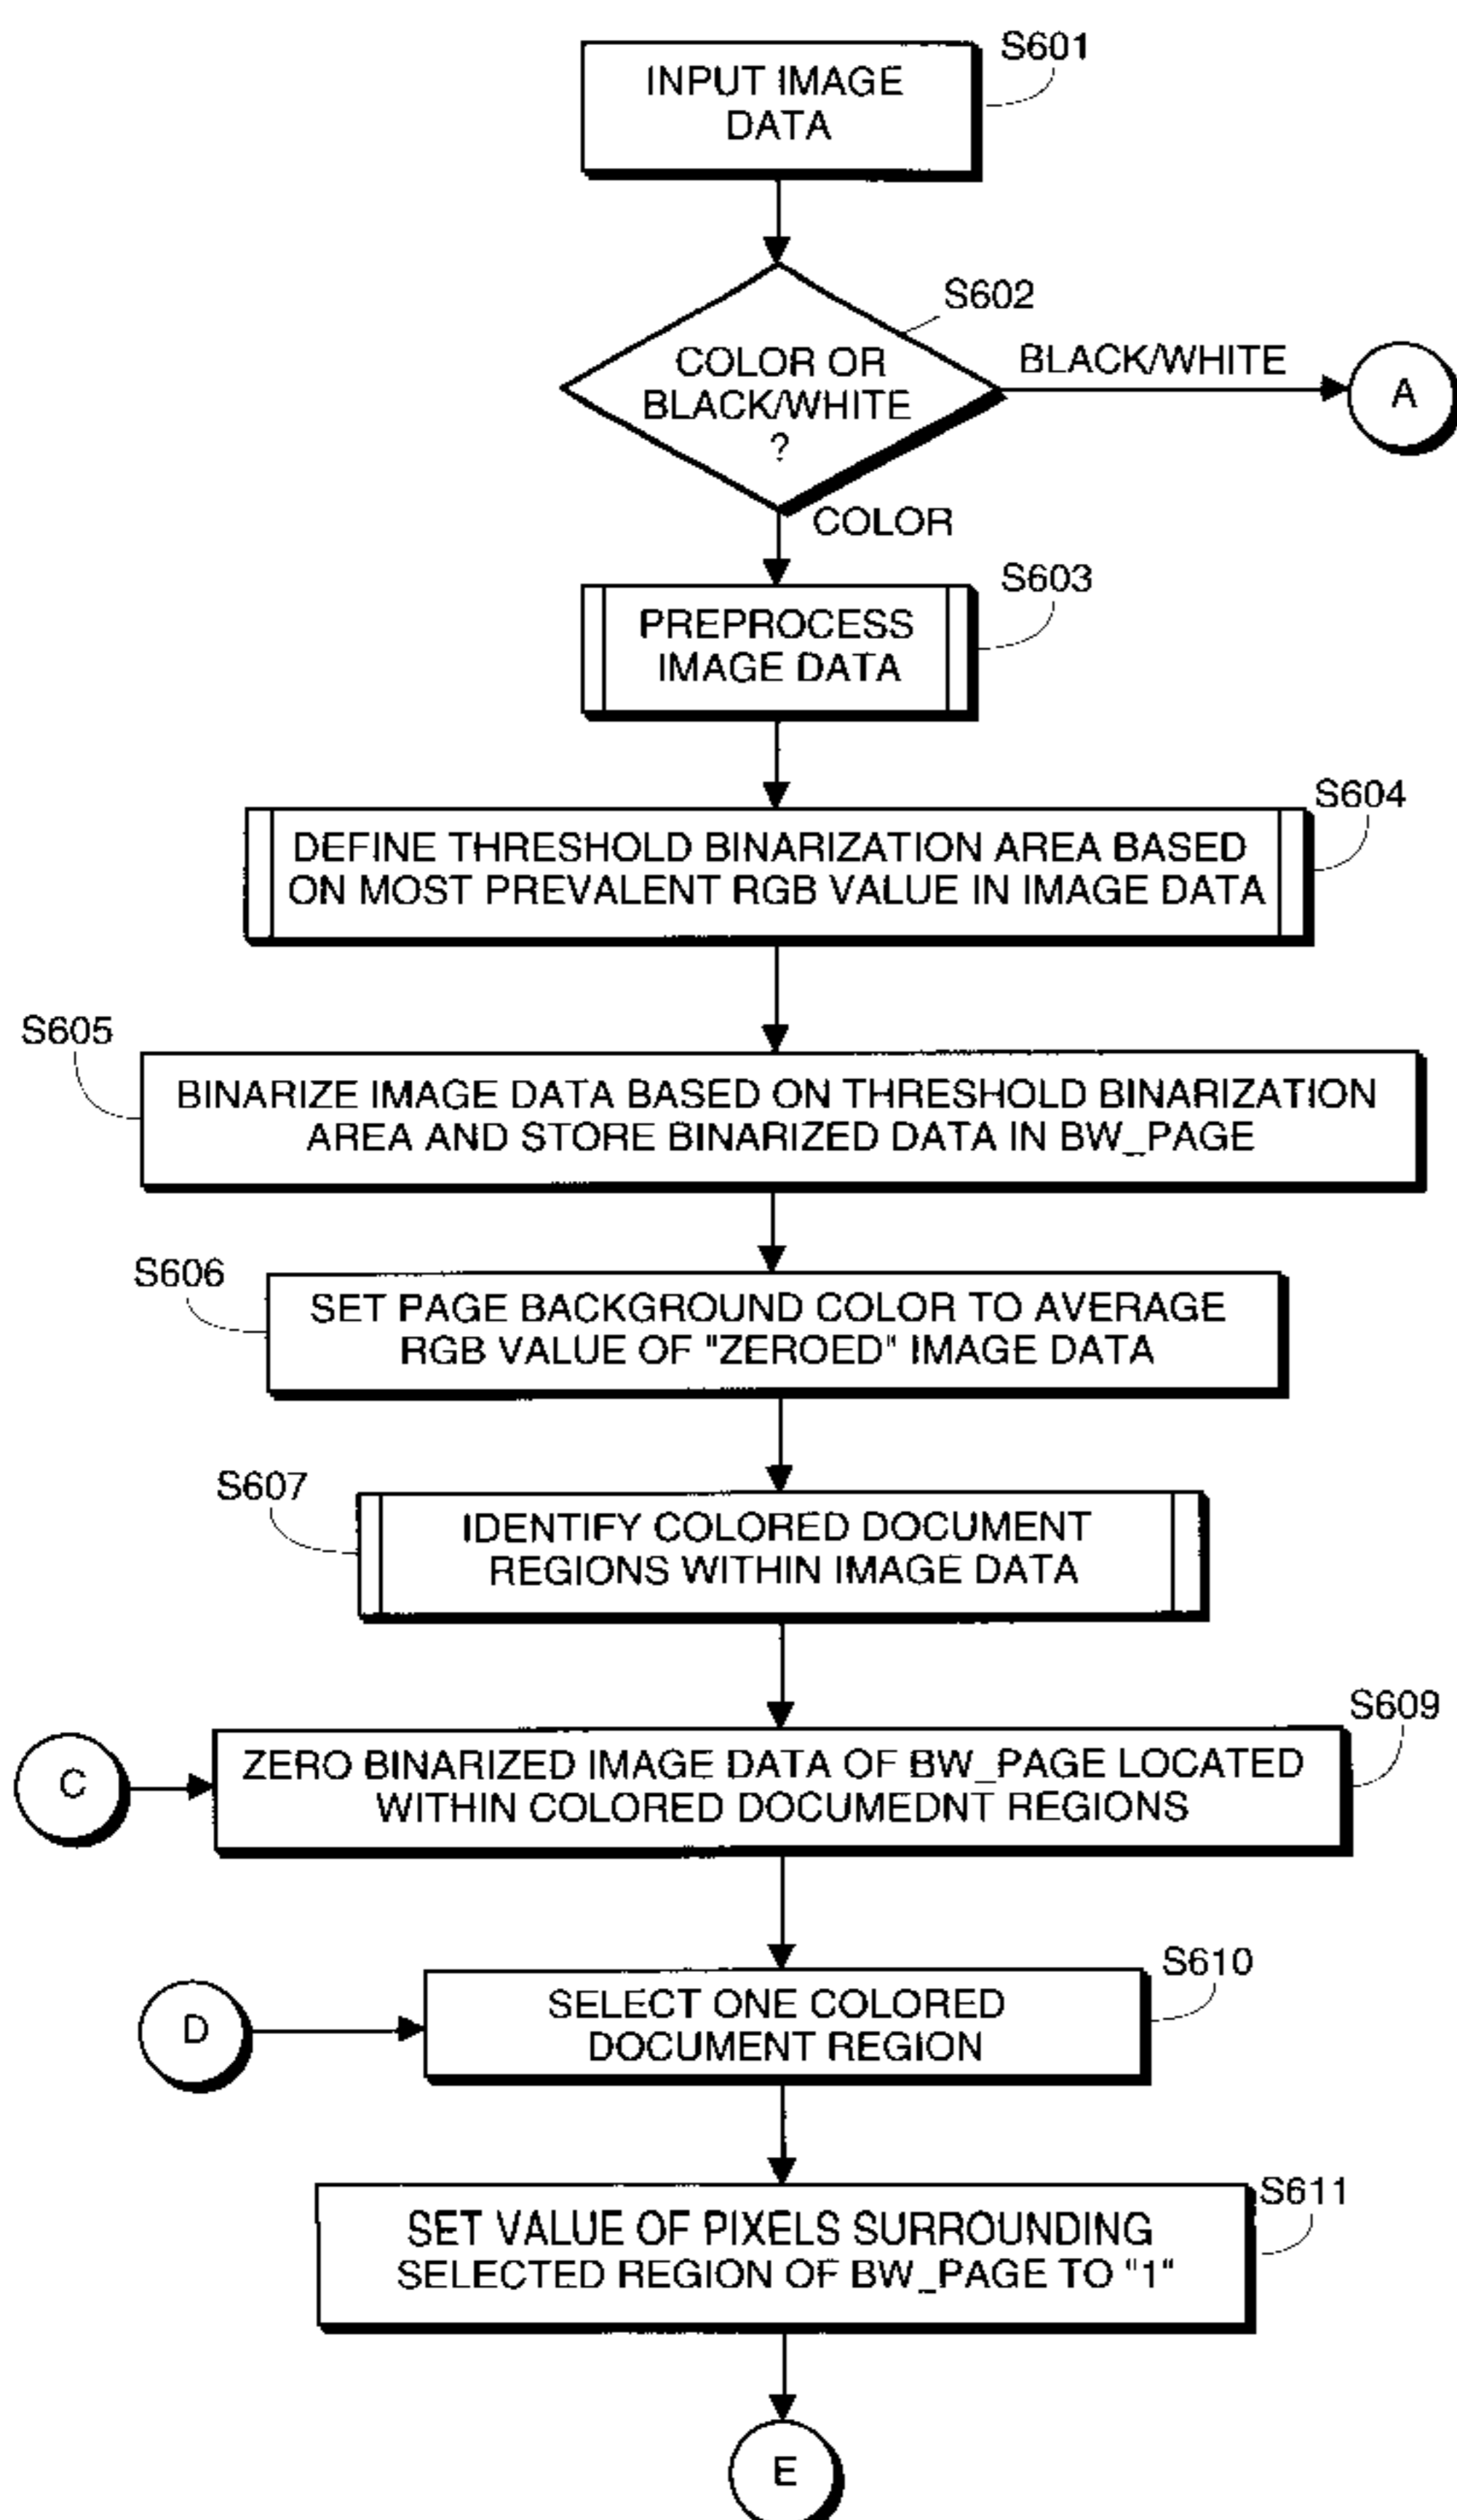 S601
INPUT IMAGE
DATA
S602
COLOR OR
BLACK/WHITE
?
BLACK/WHITE
A
COLOR
S603
PREPROCESS
IMAGE DATA
S604
DEFINE THRESHOLD BINARIZATION AREA BASED
ON MOST PREVALENT RGB VALUE IN IMAGE DATA
S605
BINARIZE IMAGE DATA BASED ON THRESHOLD BINARIZATION
AREA AND STORE BINARIZED DATA IN BW_PAGE
S606
SET PAGE BACKGROUND COLOR TO AVERAGE
RGB VALUE OF "ZEROED" IMAGE DATA
S607
IDENTIFY COLORED DOCUMENT
REGIONS WITHIN IMAGE DATA
S609
C
ZERO BINARIZED IMAGE DATA OF BW_PAGE LOCATED
WITHIN COLORED DOCUMEDNT REGIONS
S610
D
SELECT ONE COLORED
DOCUMENT REGION
S611
SET VALUE OF PIXELS SURROUNDING
SELECTED REGION OF BW_PAGE TO "1"
E